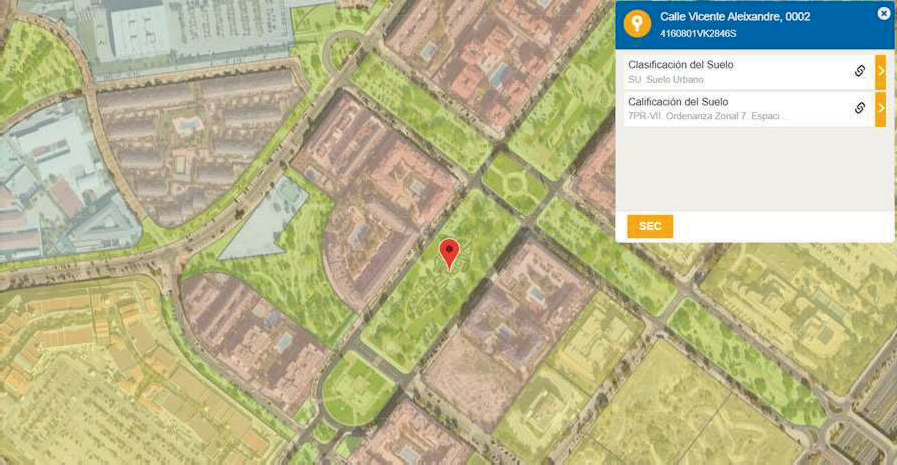 Calle Vicente Aleixandre, 0002
4160801VK2846S
Clasificación del Suelo
SU. Suelo Urbano
Calificación del Suelo
7PR-VII. Ordenanza Zonal 7. Espaci...
SEC